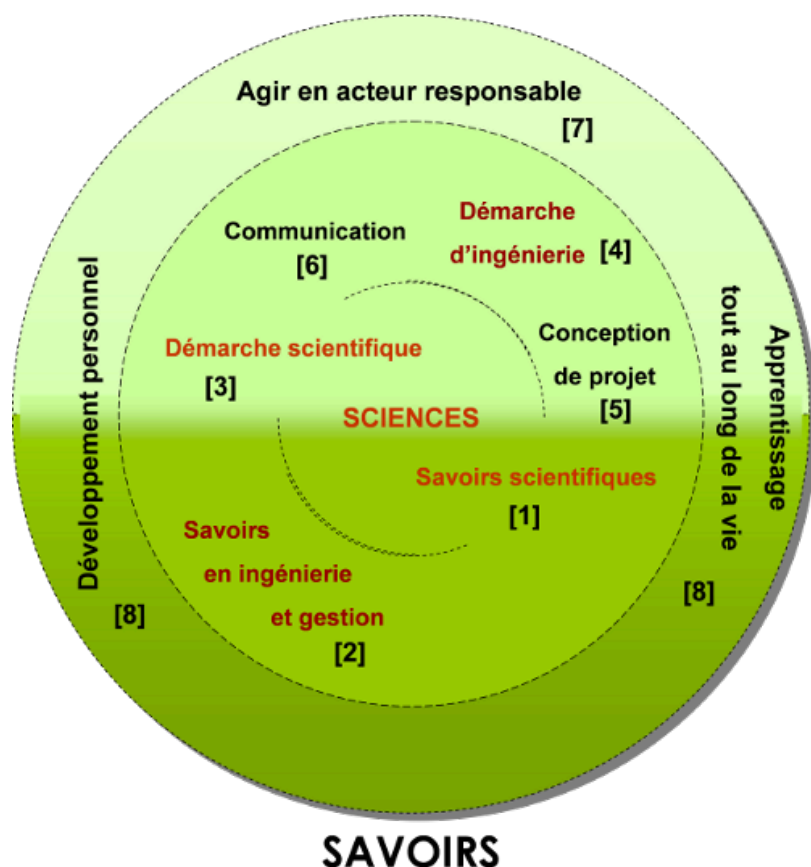 Agir en acteur responsable
[7]
Démarche
d'ingénierie [4]
Communication
[6]
Développement personnel
[8]
Démarche scientifique
[3]
Conception
de projet
[5]
Apprentissage
tout au long de la vie
[8]
SCIENCES
Savoirs scientifiques
[1]
Savoirs
en ingénierie
et gestion
[2]
SAVOIRS